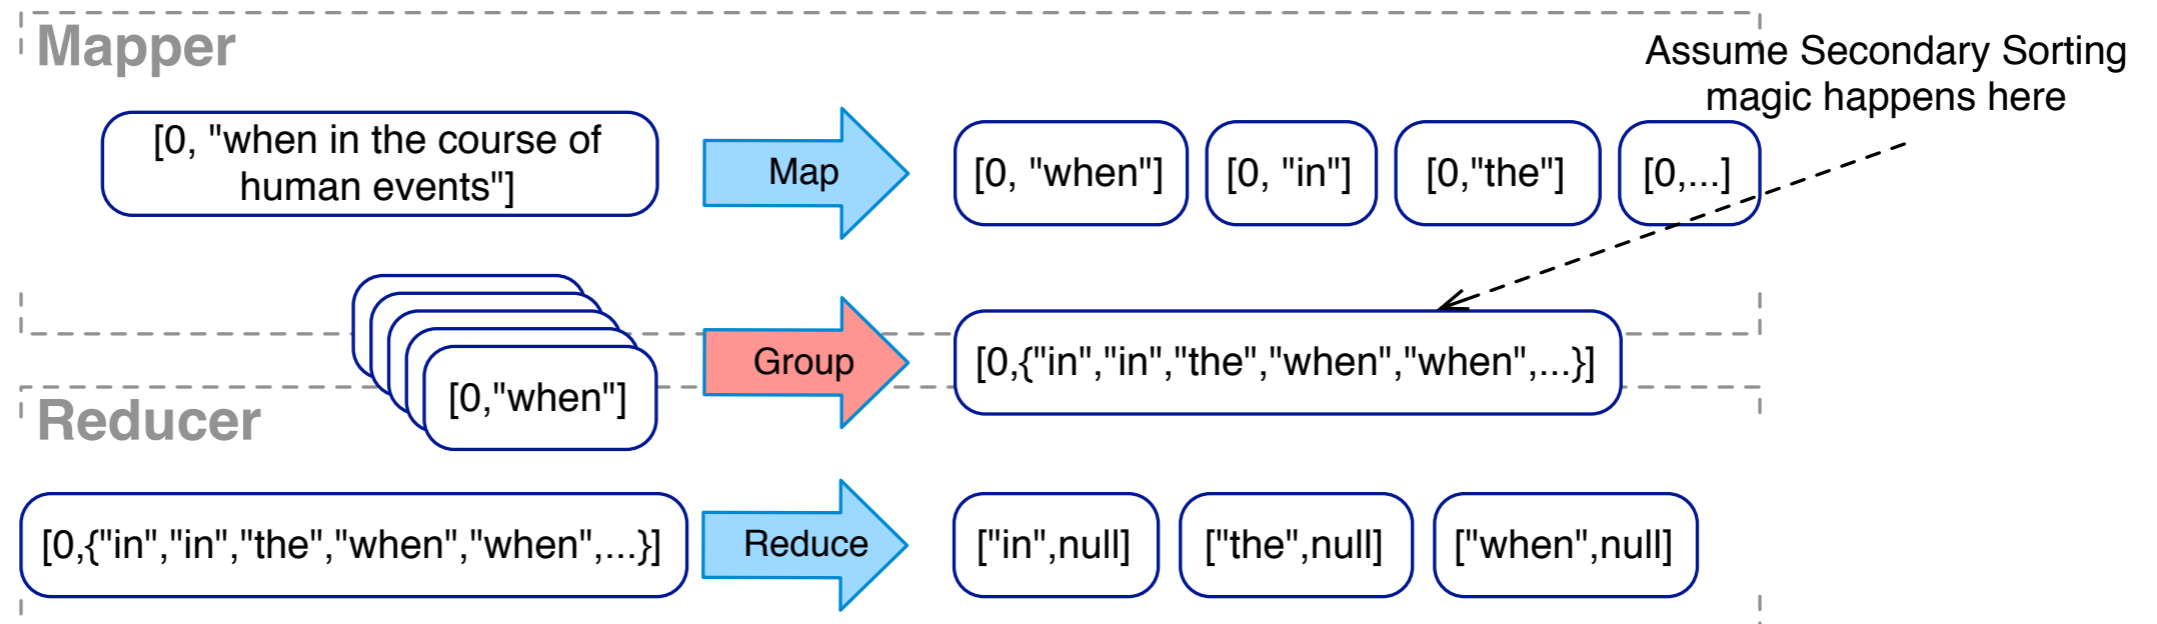 Mapper
Assume Secondary Sorting
magic happens here
[0, "when in the course of
human events"]
Map
[0, "when"]
[0, "in"]
[0,"the"]
[0,...]
[0,"when"]
Group
[0,{"in","in","the","when","when",...}]
Reducer
[0,{"in","in","the","when","when",...}]
Reduce
["in",null]
["the",null]
["when",null]